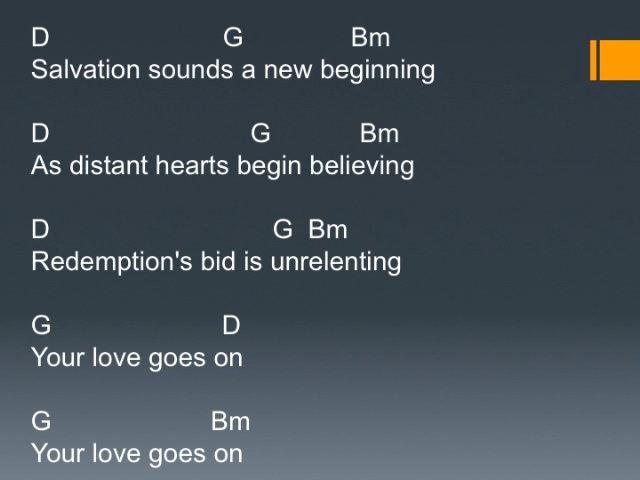 D G Bm
Salvation sounds a new beginning
D G Bm
As distant hearts begin believing
D G Bm
Redemption's bid is unrelenting
G D
Your love goes on
G Bm
Your love goes on